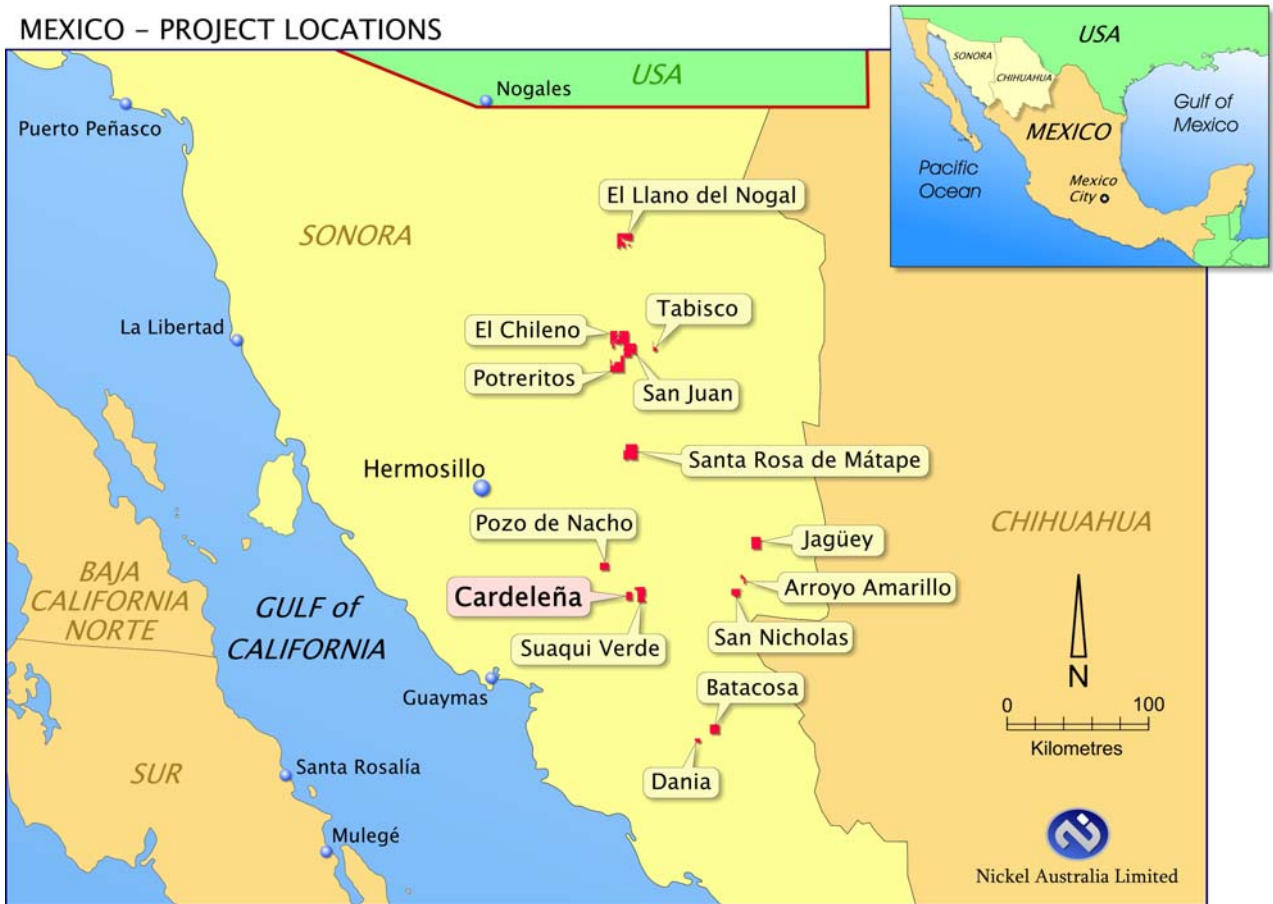 MEXICO – PROJECT LOCATIONS
USA
SONORA
CHIHUAHUA
Gulf of
Mexico
MEXICO
Pacific
Ocean
Mexico
City
USA
Nogales
Puerto Peñasco
El Llano del Nogal
SONORA
La Libertad
El Chileno
Tabisco
Potreritos
San Juan
Santa Rosa de Mátape
Hermosillo
CHIHUAHUA
Pozo de Nacho
Jagüey
Cardeleña
Arroyo Amarillo
BAJA
CALIFORNIA
NORTE
GULF of
CALIFORNIA
Suaqui Verde
San Nicholas
Guaymas
Batacosa
N
0 100
Kilometres
SUR
Santa Rosalía
Dania
Mulegé
Nickel Australia Limited